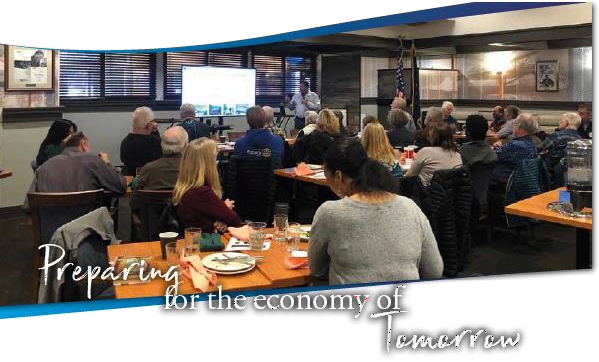 Preparing
for the economy of
Tomorrow